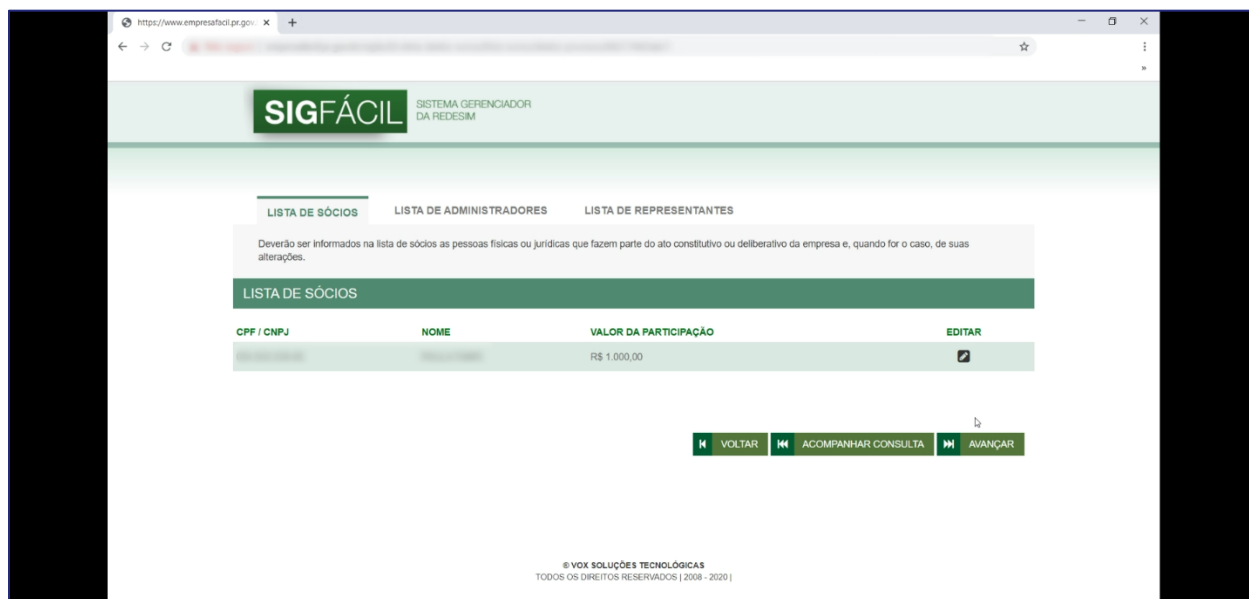 https://www.empresafacil.pr.gov.
SIGFÁCIL
SISTEMA GERENCIADOR
DA REDESIM
LISTA DE SÓCIOS LISTA DE ADMINISTRADORES LISTA DE REPRESENTANTES
Deverão ser informados na lista de sócios as pessoas físicas ou jurídicas que fazem parte do ato constitutivo ou deliberativo da empresa e, quando for o caso, de suas
alterações.
LISTA DE SÓCIOS
CPF / CNPJ NOME VALOR DA PARTICIPAÇÃO EDITAR
R$ 1.000,00
VOLTAR ACOMPANHAR CONSULTA AVANÇAR
© VOX SOLUÇÕES TECNOLÓGICAS
TODOS OS DIREITOS RESERVADOS | 2008 - 2020 |